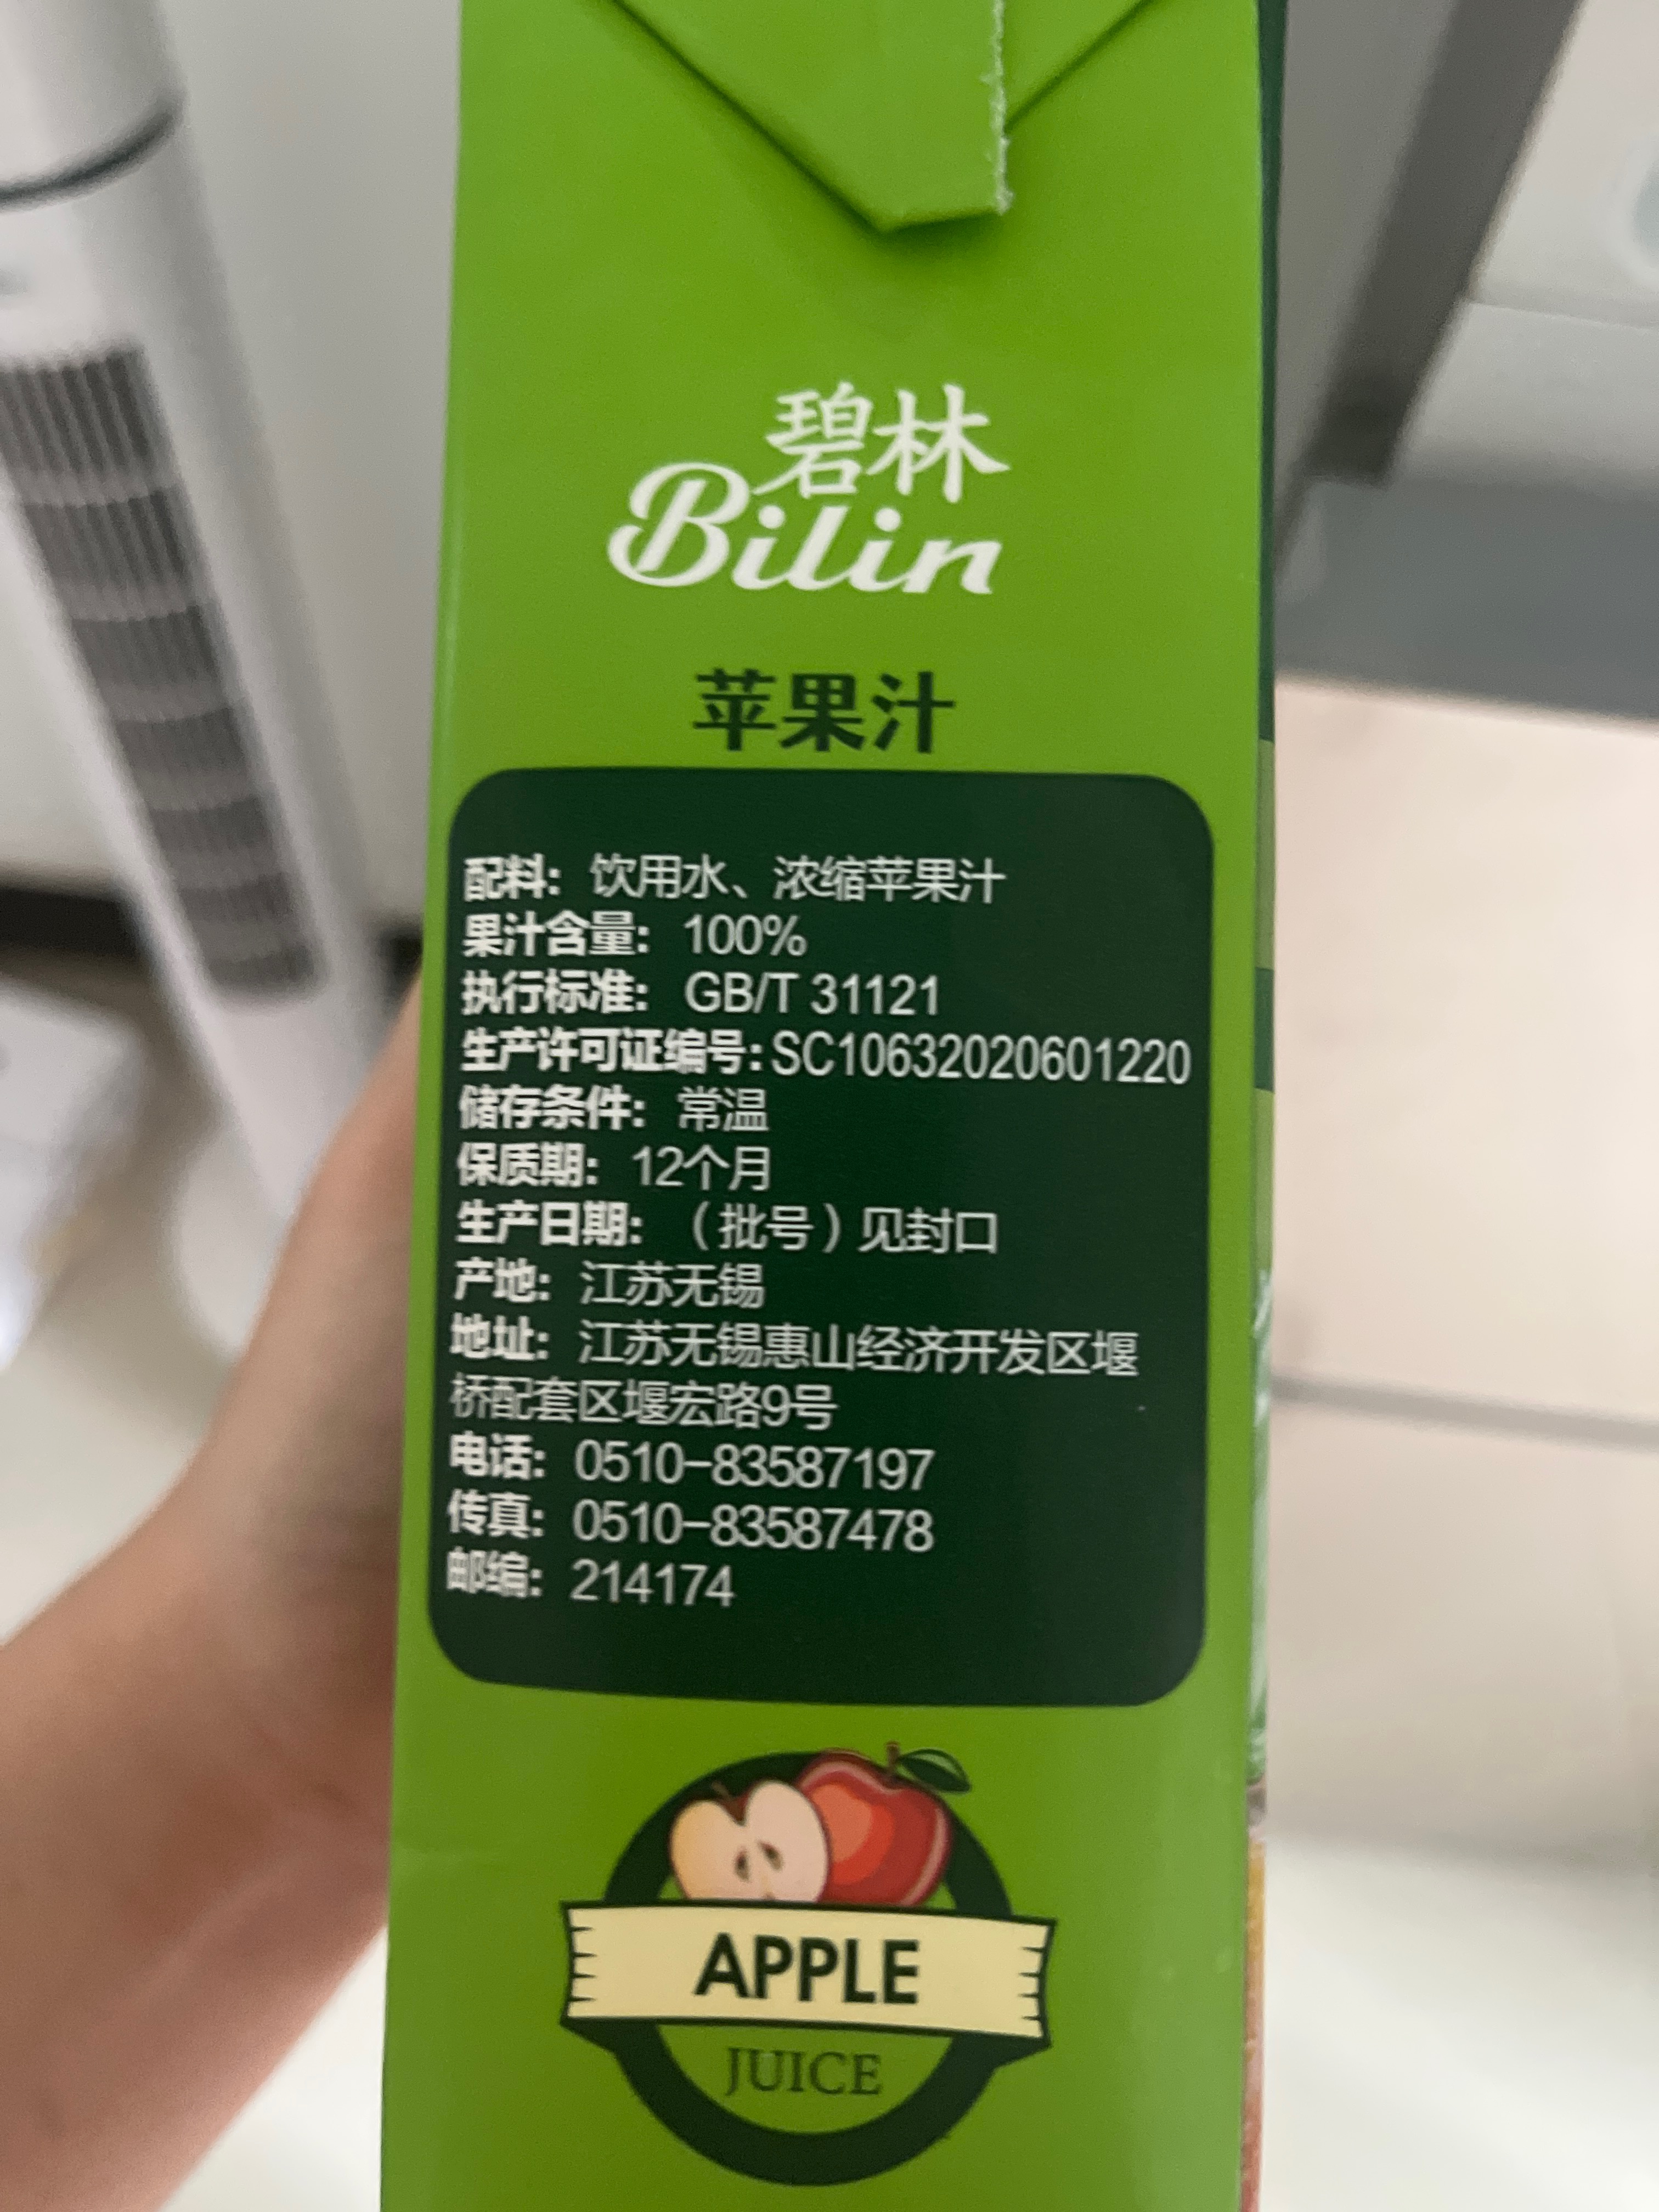 碧林
Bilin
苹果汁
配料: 饮用水、浓缩苹果汁
果汁含量: 100%
执行标准: GB/T 31121
生产许可证编号: SC10632020601220
储存条件: 常温
保质期: 12个月
生产日期: (批号)见封口
产地: 江苏无锡
地址: 江苏无锡惠山经济开发区堰
桥配套区堰宏路9号
电话: 0510-83587197
传真: 0510-83587478
邮编: 214174
APPLE
JUICE